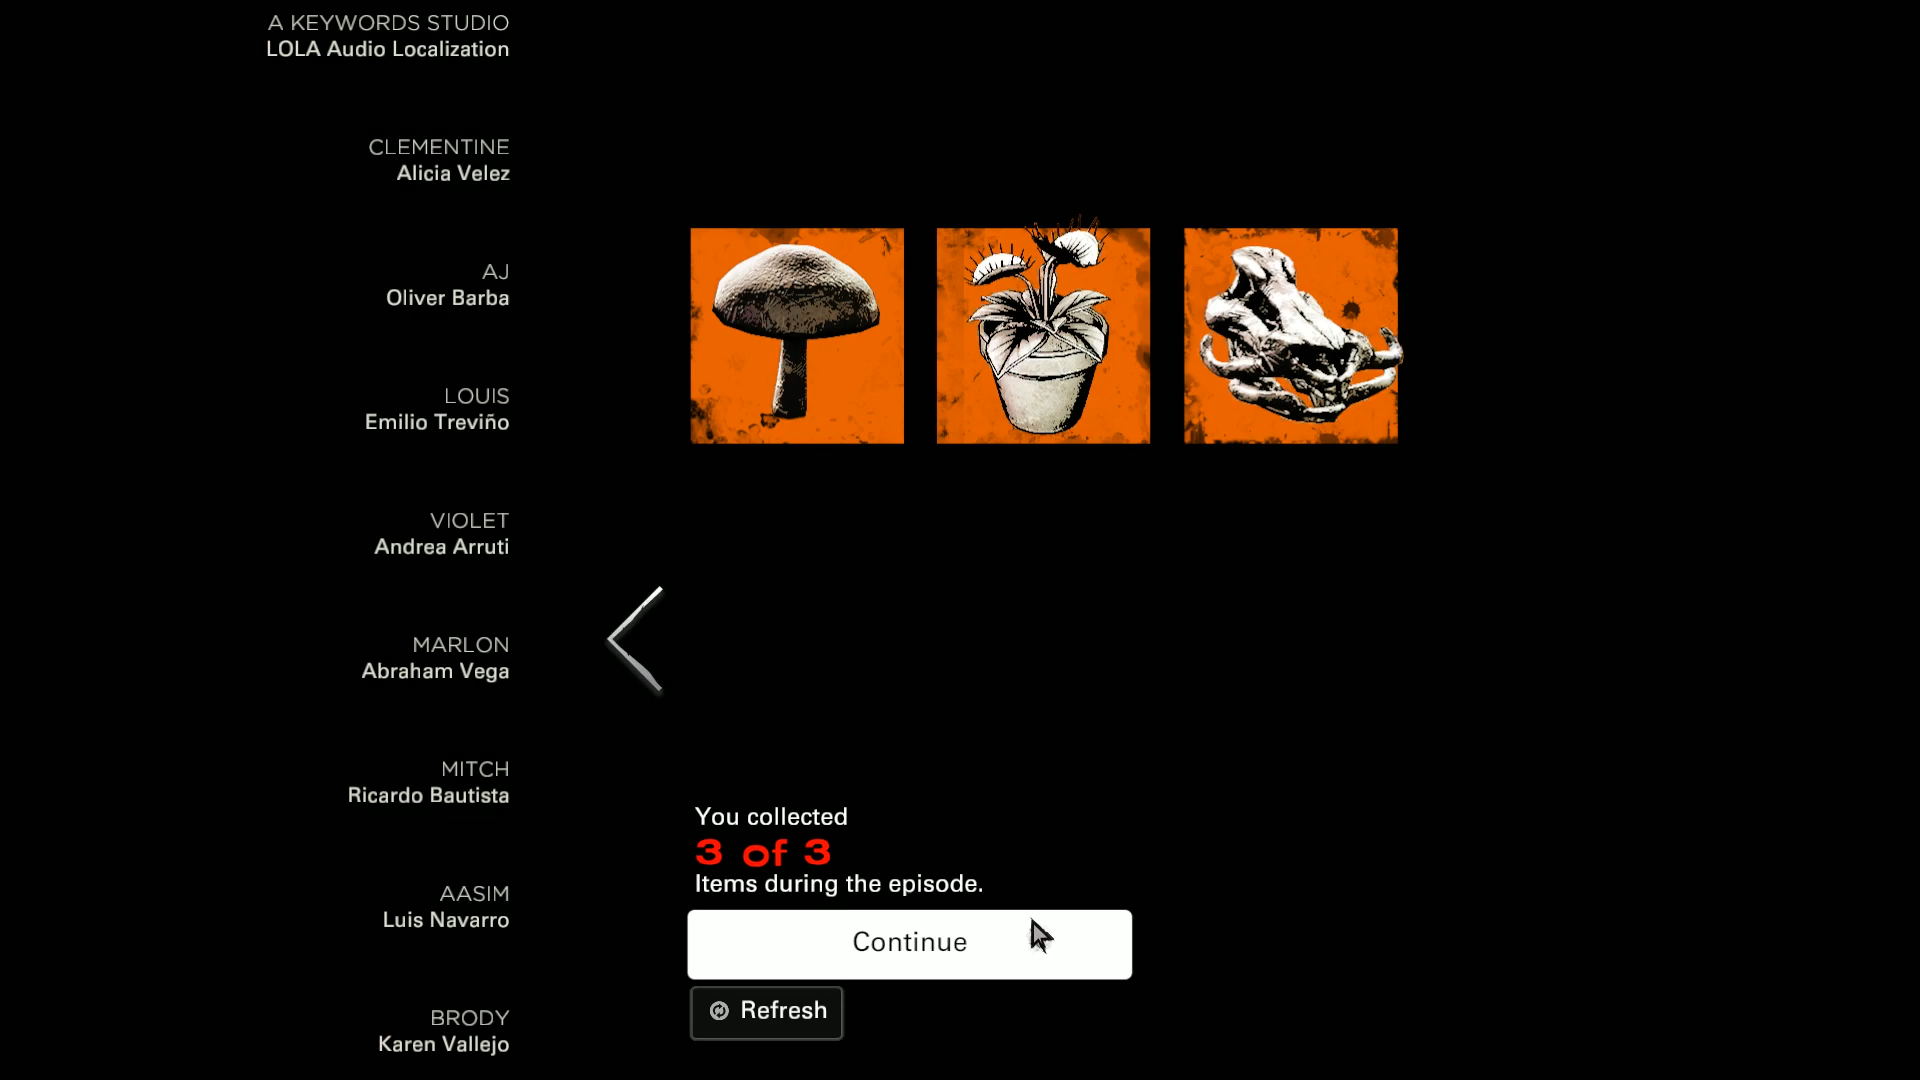 A KEYWORDS STUDIO
LOLA Audio Localization
CLEMENTINE
Alicia Velez
AJ
Oliver Barba
LOUIS
Emilio Treviño
VIOLET
Andrea Arruti
MARLON
Abraham Vega
MITCH
Ricardo Bautista
AASIM
Luis Navarro
BRODY
Karen Vallejo
You collected
3 of 3
Items during the episode.
Continue
Refresh